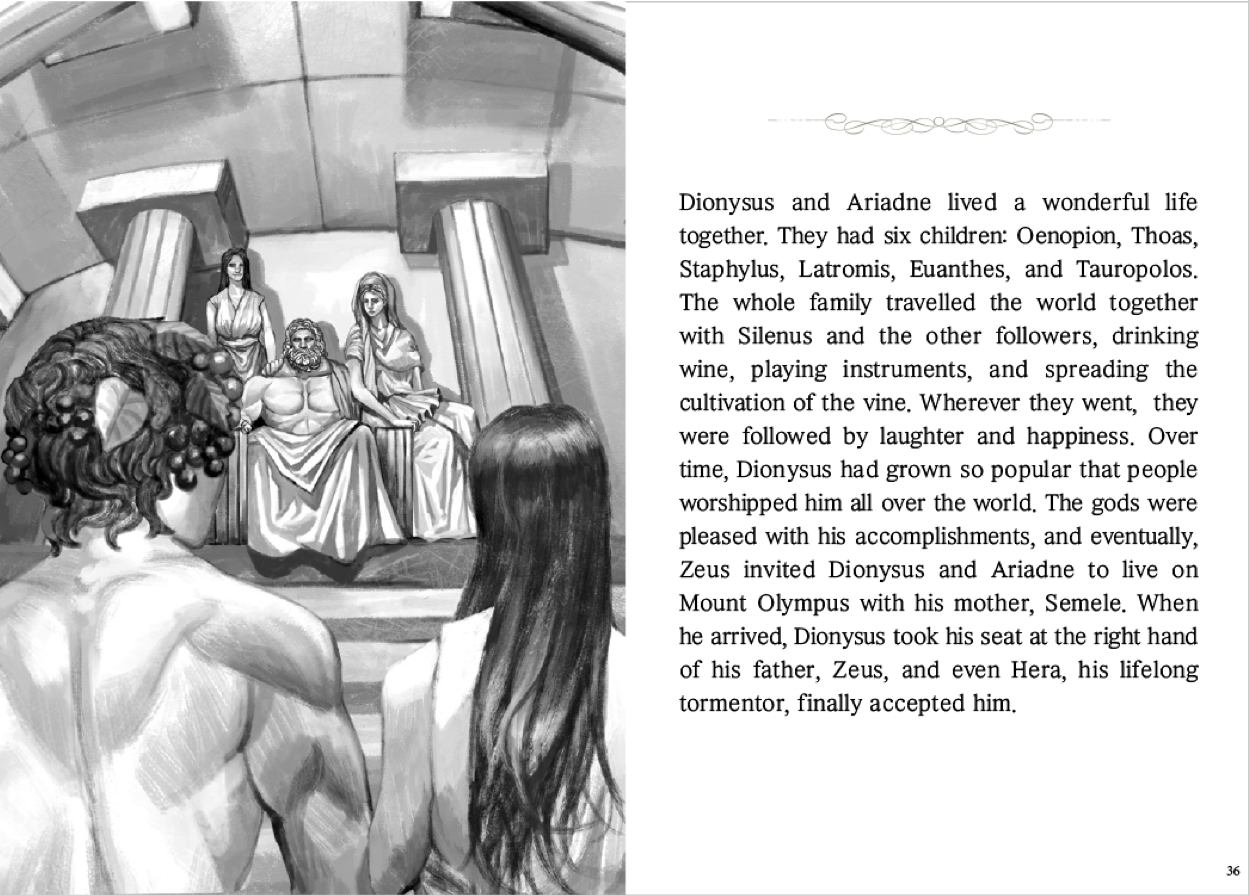 Dionysus and Ariadne lived a wonderful life
together. They had six children: Oenopion, Thoas,
Staphylus, Latromis, Euanthes, and Tauropolos.
The whole family travelled the world together
with Silenus and the other followers, drinking
wine, playing instruments, and spreading the
cultivation of the vine. Wherever they went, they
were followed by laughter and happiness. Over
time, Dionysus had grown so popular that people
worshipped him all over the world. The gods were
pleased with his accomplishments, and eventually,
Zeus invited Dionysus and Ariadne to live on
Mount Olympus with his mother, Semele. When
he arrived, Dionysus took his seat at the right hand
of his father, Zeus, and even Hera, his lifelong
tormentor, finally accepted him.
36